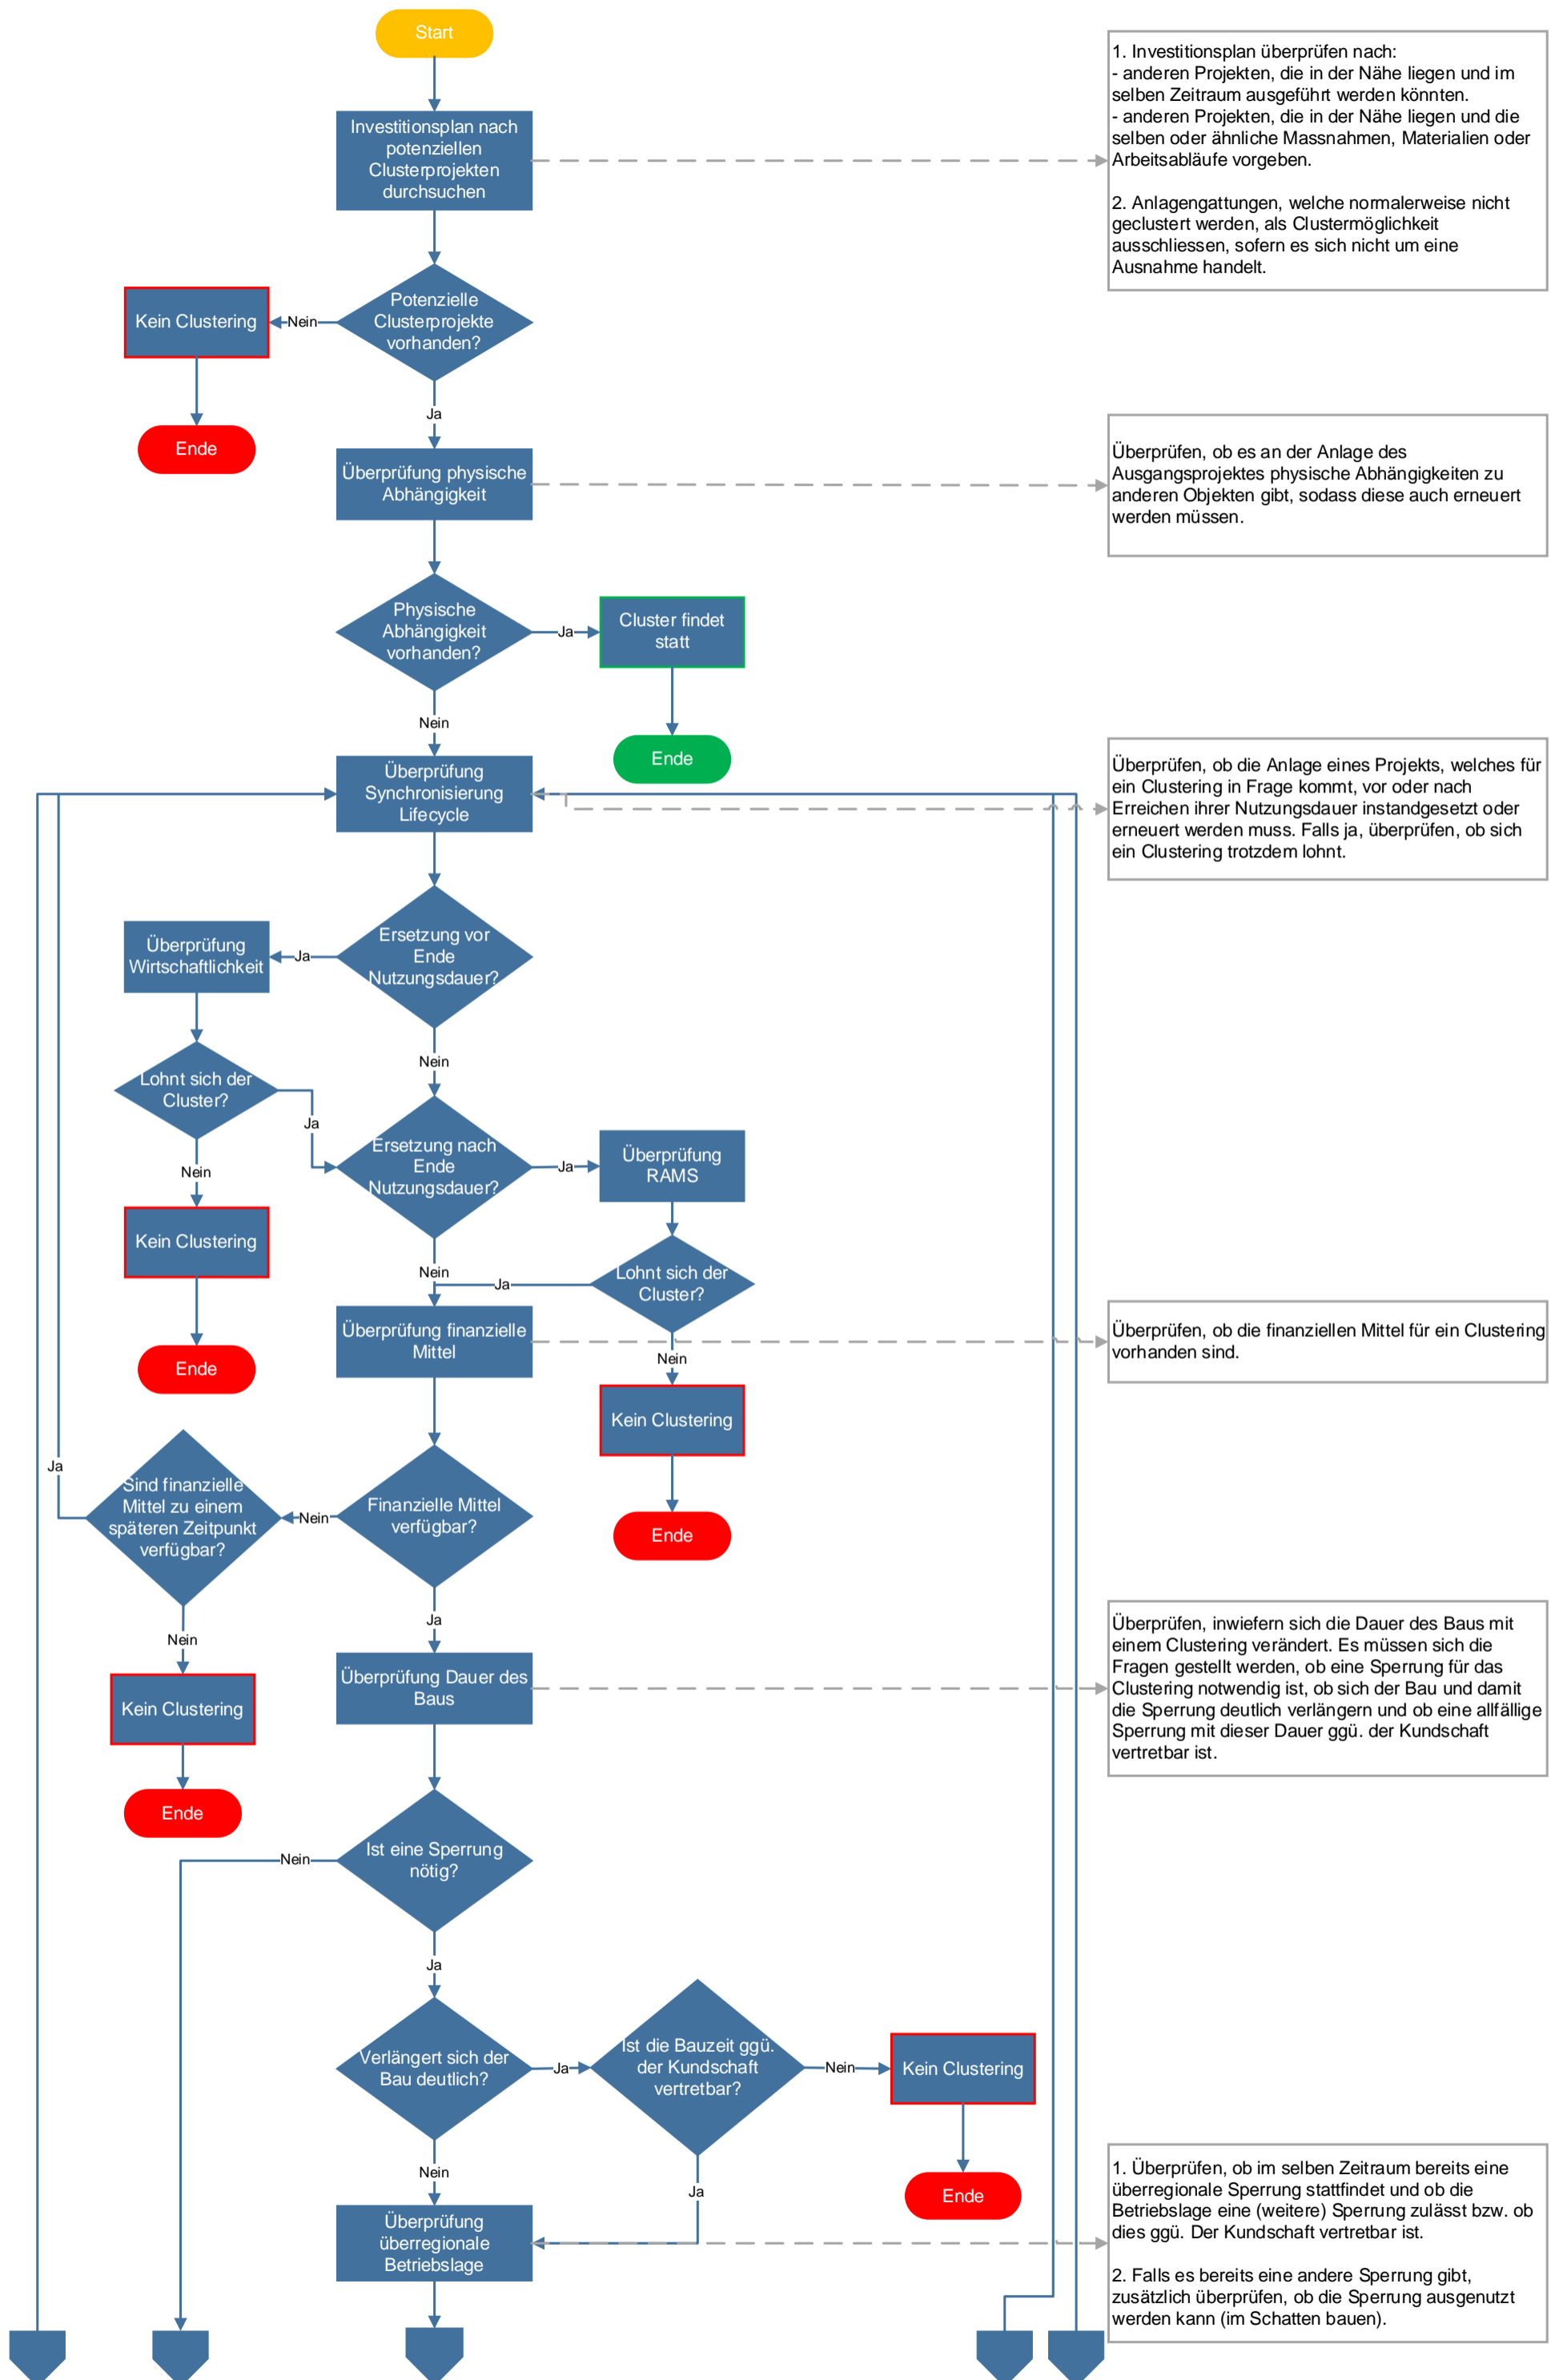 Start
1. Investitionsplan überprüfen nach:
- anderen Projekten, die in der Nähe liegen und im
selben Zeitraum ausgeführt werden könnten.
- anderen Projekten, die in der Nähe liegen und die
selben oder ähnliche Massnahmen, Materialien oder
Arbeitsabläufe vorgeben.
2. Anlagengattungen, welche normalerweise nicht
geclustert werden, als Clustermöglichkeit
ausschliessen, sofern es sich nicht um eine
Ausnahme handelt.
Investitionsplan nach
potenziellen
Clusterprojekten
durchsuchen
Potenzielle
Clusterprojekte
vorhanden?
Nein
Kein Clustering
Ende
Ja
Überprüfung physische
Abhängigkeit
Überprüfen, ob es an der Anlage des
Ausgangsprojektes physische Abhängigkeiten zu
anderen Objekten gibt, sodass diese auch erneuert
werden müssen.
Physische
Abhängigkeit
vorhanden?
Ja
Cluster findet
statt
Ende
Nein
Überprüfung
Synchronisierung
Lifecycle
Überprüfen, ob die Anlage eines Projekts, welches für
ein Clustering in Frage kommt, vor oder nach
Erreichen ihrer Nutzungsdauer instandgesetzt oder
erneuert werden muss. Falls ja, überprüfen, ob sich
ein Clustering trotzdem lohnt.
Ersetzung vor
Ende
Nutzungsdauer?
Ja
Überprüfung
Wirtschaftlichkeit
Lohnt sich der
Cluster?
Ja
Nein
Kein Clustering
Ende
Nein
Ersetzung nach
Ende
Nutzungsdauer?
Ja
Überprüfung
RAMS
Lohnt sich der
Cluster?
Ja
Nein
Kein Clustering
Ende
Nein
Überprüfung finanzielle
Mittel
Überprüfen, ob die finanziellen Mittel für ein Clustering
vorhanden sind.
Finanzielle Mittel
verfügbar?
Nein
Sind finanzielle
Mittel zu einem
späteren Zeitpunkt
verfügbar?
Ja
Nein
Kein Clustering
Ende
Ja
Überprüfung Dauer des
Baus
Überprüfen, inwiefern sich die Dauer des Baus mit
einem Clustering verändert. Es müssen sich die
Fragen gestellt werden, ob eine Sperrung für das
Clustering notwendig ist, ob sich der Bau und damit
die Sperrung deutlich verlängern und ob eine allfällige
Sperrung mit dieser Dauer ggü. der Kundschaft
vertretbar ist.
Ist eine Sperrung
nötig?
Nein
Ja
Verlängert sich der
Bau deutlich?
Ja
Ist die Bauzeit ggü.
der Kundschaft
vertretbar?
Nein
Kein Clustering
Ende
Ja
Nein
Überprüfung
überregionale
Betriebslage
1. Überprüfen, ob im selben Zeitraum bereits eine
überregionale Sperrung stattfindet und ob die
Betriebslage eine (weitere) Sperrung zulässt bzw. ob
dies ggü. Der Kundschaft vertretbar ist.
2. Falls es bereits eine andere Sperrung gibt,
zusätzlich überprüfen, ob die Sperrung ausgenutzt
werden kann (im Schatten bauen).